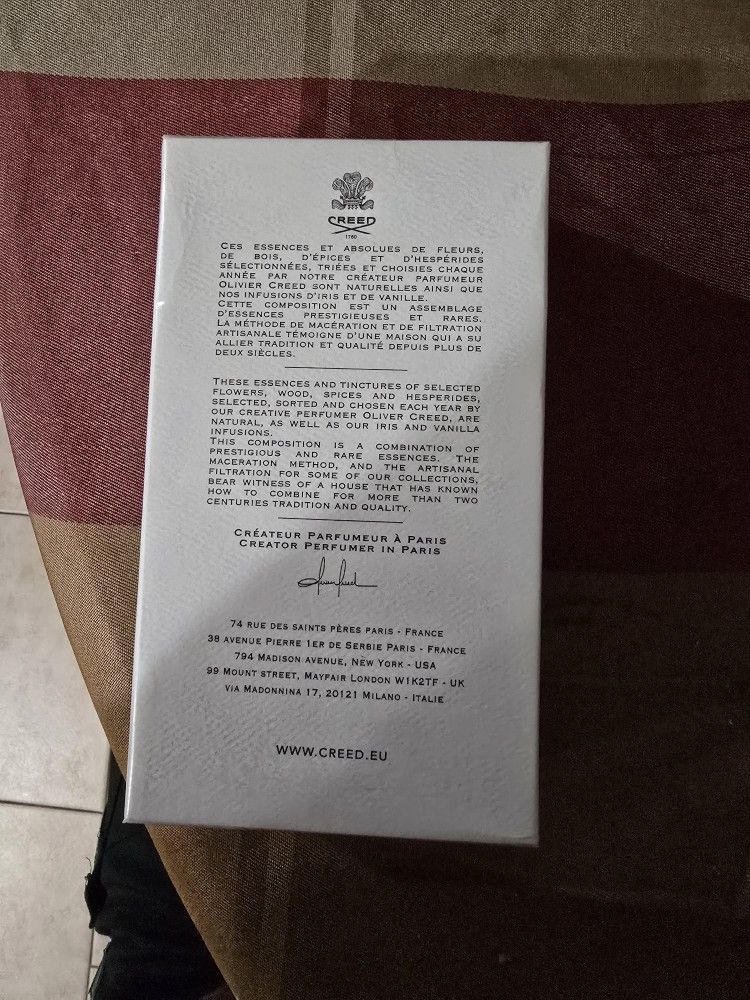 CREED
1760
CES ESSENCES ET ABSOLUES DE FLEURS,
DE BOIS, D'ÉPICES ET D'HESPÉRIDES
SÉLECTIONNÉES, TRIÉES ET CHOISIES CHAQUE
ANNÉE PAR NOTRE CRÉATEUR PARFUMEUR
OLIVIER CREED SONT NATURELLES AINSI QUE
NOS INFUSIONS D'IRIS ET DE VANILLE.
CETTE COMPOSITION EST UN ASSEMBLAGE
D'ESSENCES PRESTIGIEUSES ET RARES.
LA MÉTHODE DE MACÉRATION ET DE FILTRATION
ARTISANALE TÉMOIGNE D'UNE MAISON QUI A SU
ALLIER TRADITION ET QUALITÉ DEPUIS PLUS DE
DEUX SIÈCLES.
THESE ESSENCES AND TINCTURES OF SELECTED
FLOWERS, WOOD, SPICES AND HESPERIDES,
SELECTED, SORTED AND CHOSEN EACH YEAR BY
OUR CREATIVE PERFUMER OLIVER CREED, ARE
NATURAL, AS WELL AS OUR IRIS AND VANILLA
INFUSIONS.
THIS COMPOSITION IS A COMBINATION OF
PRESTIGIOUS AND RARE ESSENCES. THE
MACERATION METHOD, AND THE ARTISANAL
FILTRATION FOR SOME OF OUR COLLECTIONS,
BEAR WITNESS OF A HOUSE THAT HAS KNOWN
HOW TO COMBINE FOR MORE THAN TWO
CENTURIES TRADITION AND QUALITY.
CRÉATEUR PARFUMEUR À PARIS
CREATOR PERFUMER IN PARIS
74 RUE DES SAINTS PÈRES PARIS - FRANCE
38 AVENUE PIERRE 1ER DE SERBIE PARIS - FRANCE
794 MADISON AVENUE, NEW YORK - USA
99 MOUNT STREET, MAYFAIR LONDON W1K2TF - UK
VIA MADONNINA 17, 20121 MILANO - ITALIE
WWW.CREED.EU